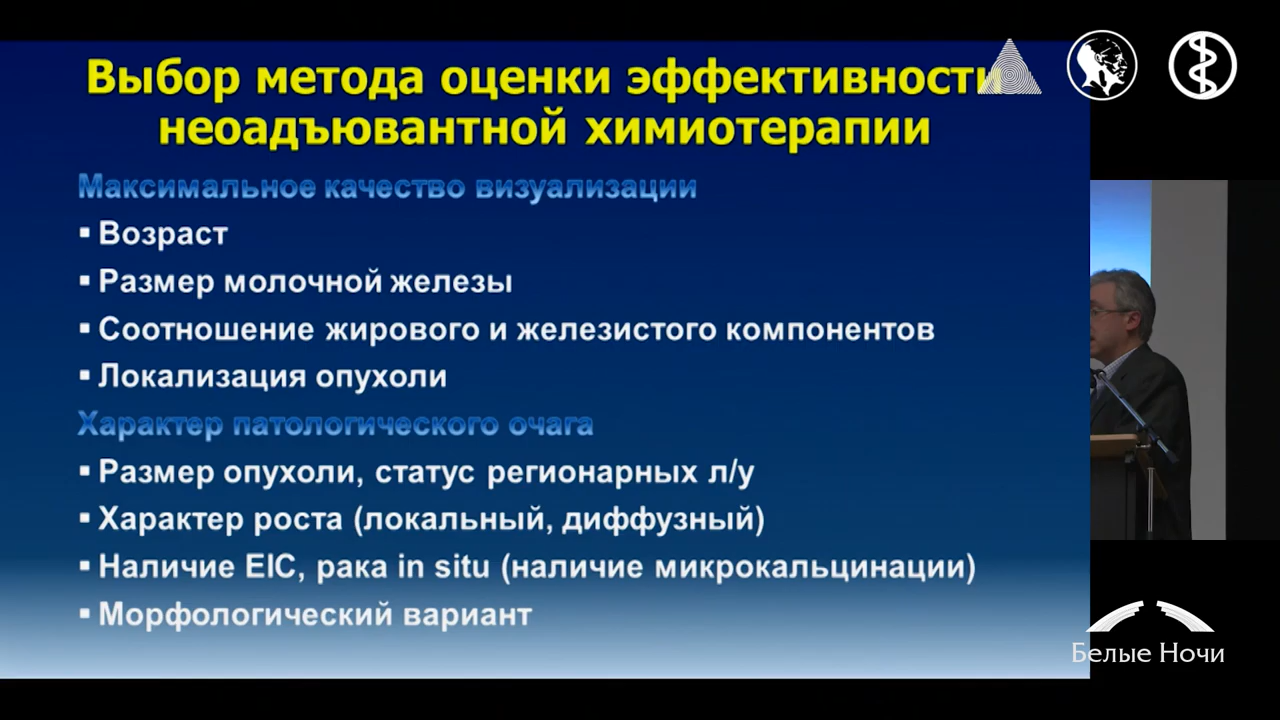 Выбор метода оценки эффективности
неоадъювантной химиотерапии
Максимальное качество визуализации
▪ Возраст
▪ Размер молочной железы
▪ Соотношение жирового и железистого компонентов
▪ Локализация опухоли
Характер патологического очага
▪ Размер опухоли, статус регионарных л/у
▪ Характер роста (локальный, диффузный)
▪ Наличие EIC, рака in situ (наличие микрокальцинации)
▪ Морфологический вариант
Белые Ночи